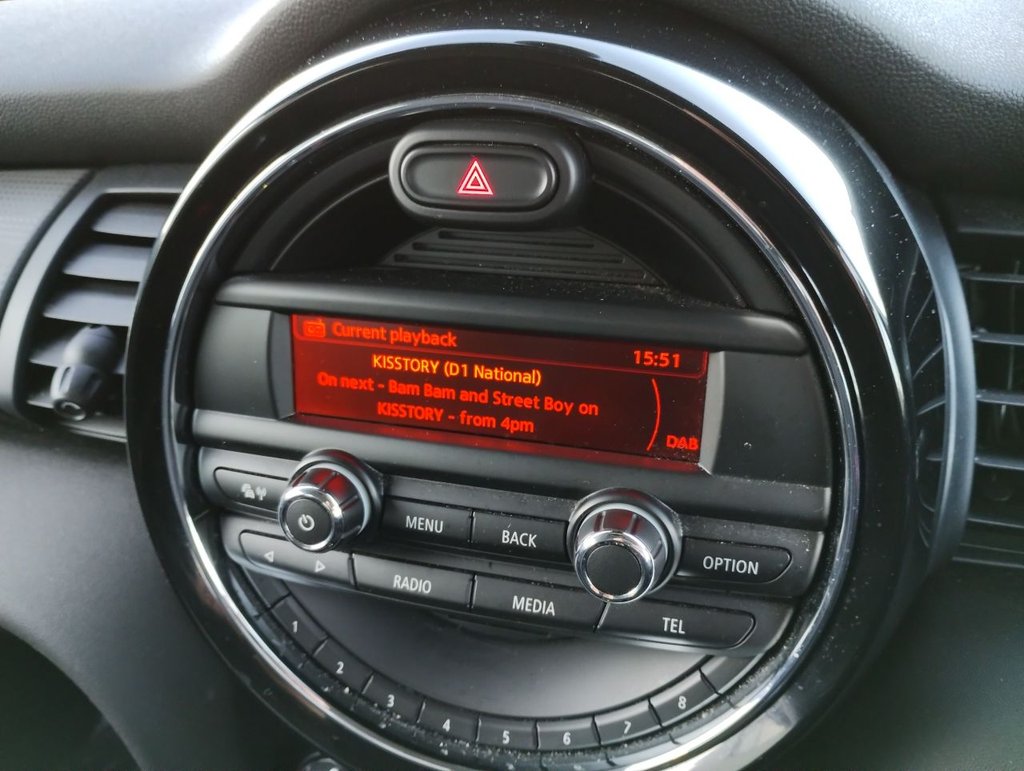 Current playback
15:51
KISSTORY (D1 National)
On next - Bam Bam and Street Boy on
KISSTORY - from 4pm
DAB
MENU
BACK
OPTION
RADIO
MEDIA
TEL
1
2
3
4
5
6
7
8